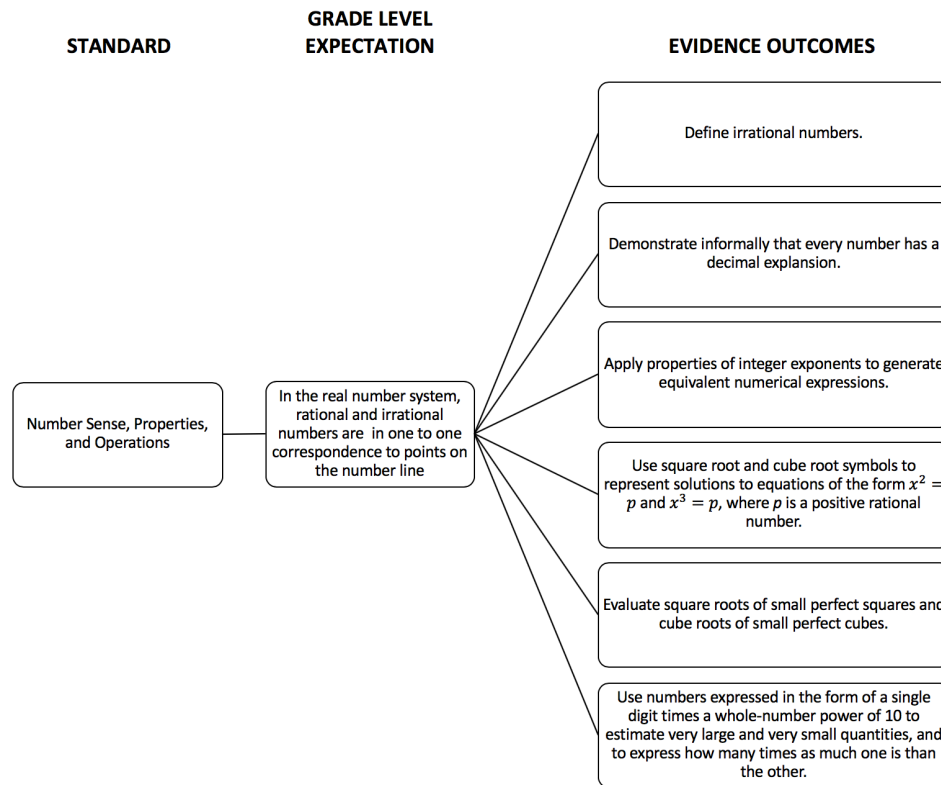 STANDARD
GRADE LEVEL
EXPECTATION
EVIDENCE OUTCOMES
Number Sense, Properties,
and Operations
In the real number system,
rational and irrational
numbers are in one to one
correspondence to points on
the number line
Define irrational numbers.
Demonstrate informally that every number has a
decimal explansion.
Apply properties of integer exponents to generate
equivalent numerical expressions.
Use square root and cube root symbols to
represent solutions to equations of the form x² =
p and x³ = p, where p is a positive rational
number.
Evaluate square roots of small perfect squares and
cube roots of small perfect cubes.
Use numbers expressed in the form of a single
digit times a whole-number power of 10 to
estimate very large and very small quantities, and
to express how many times as much one is than
the other.